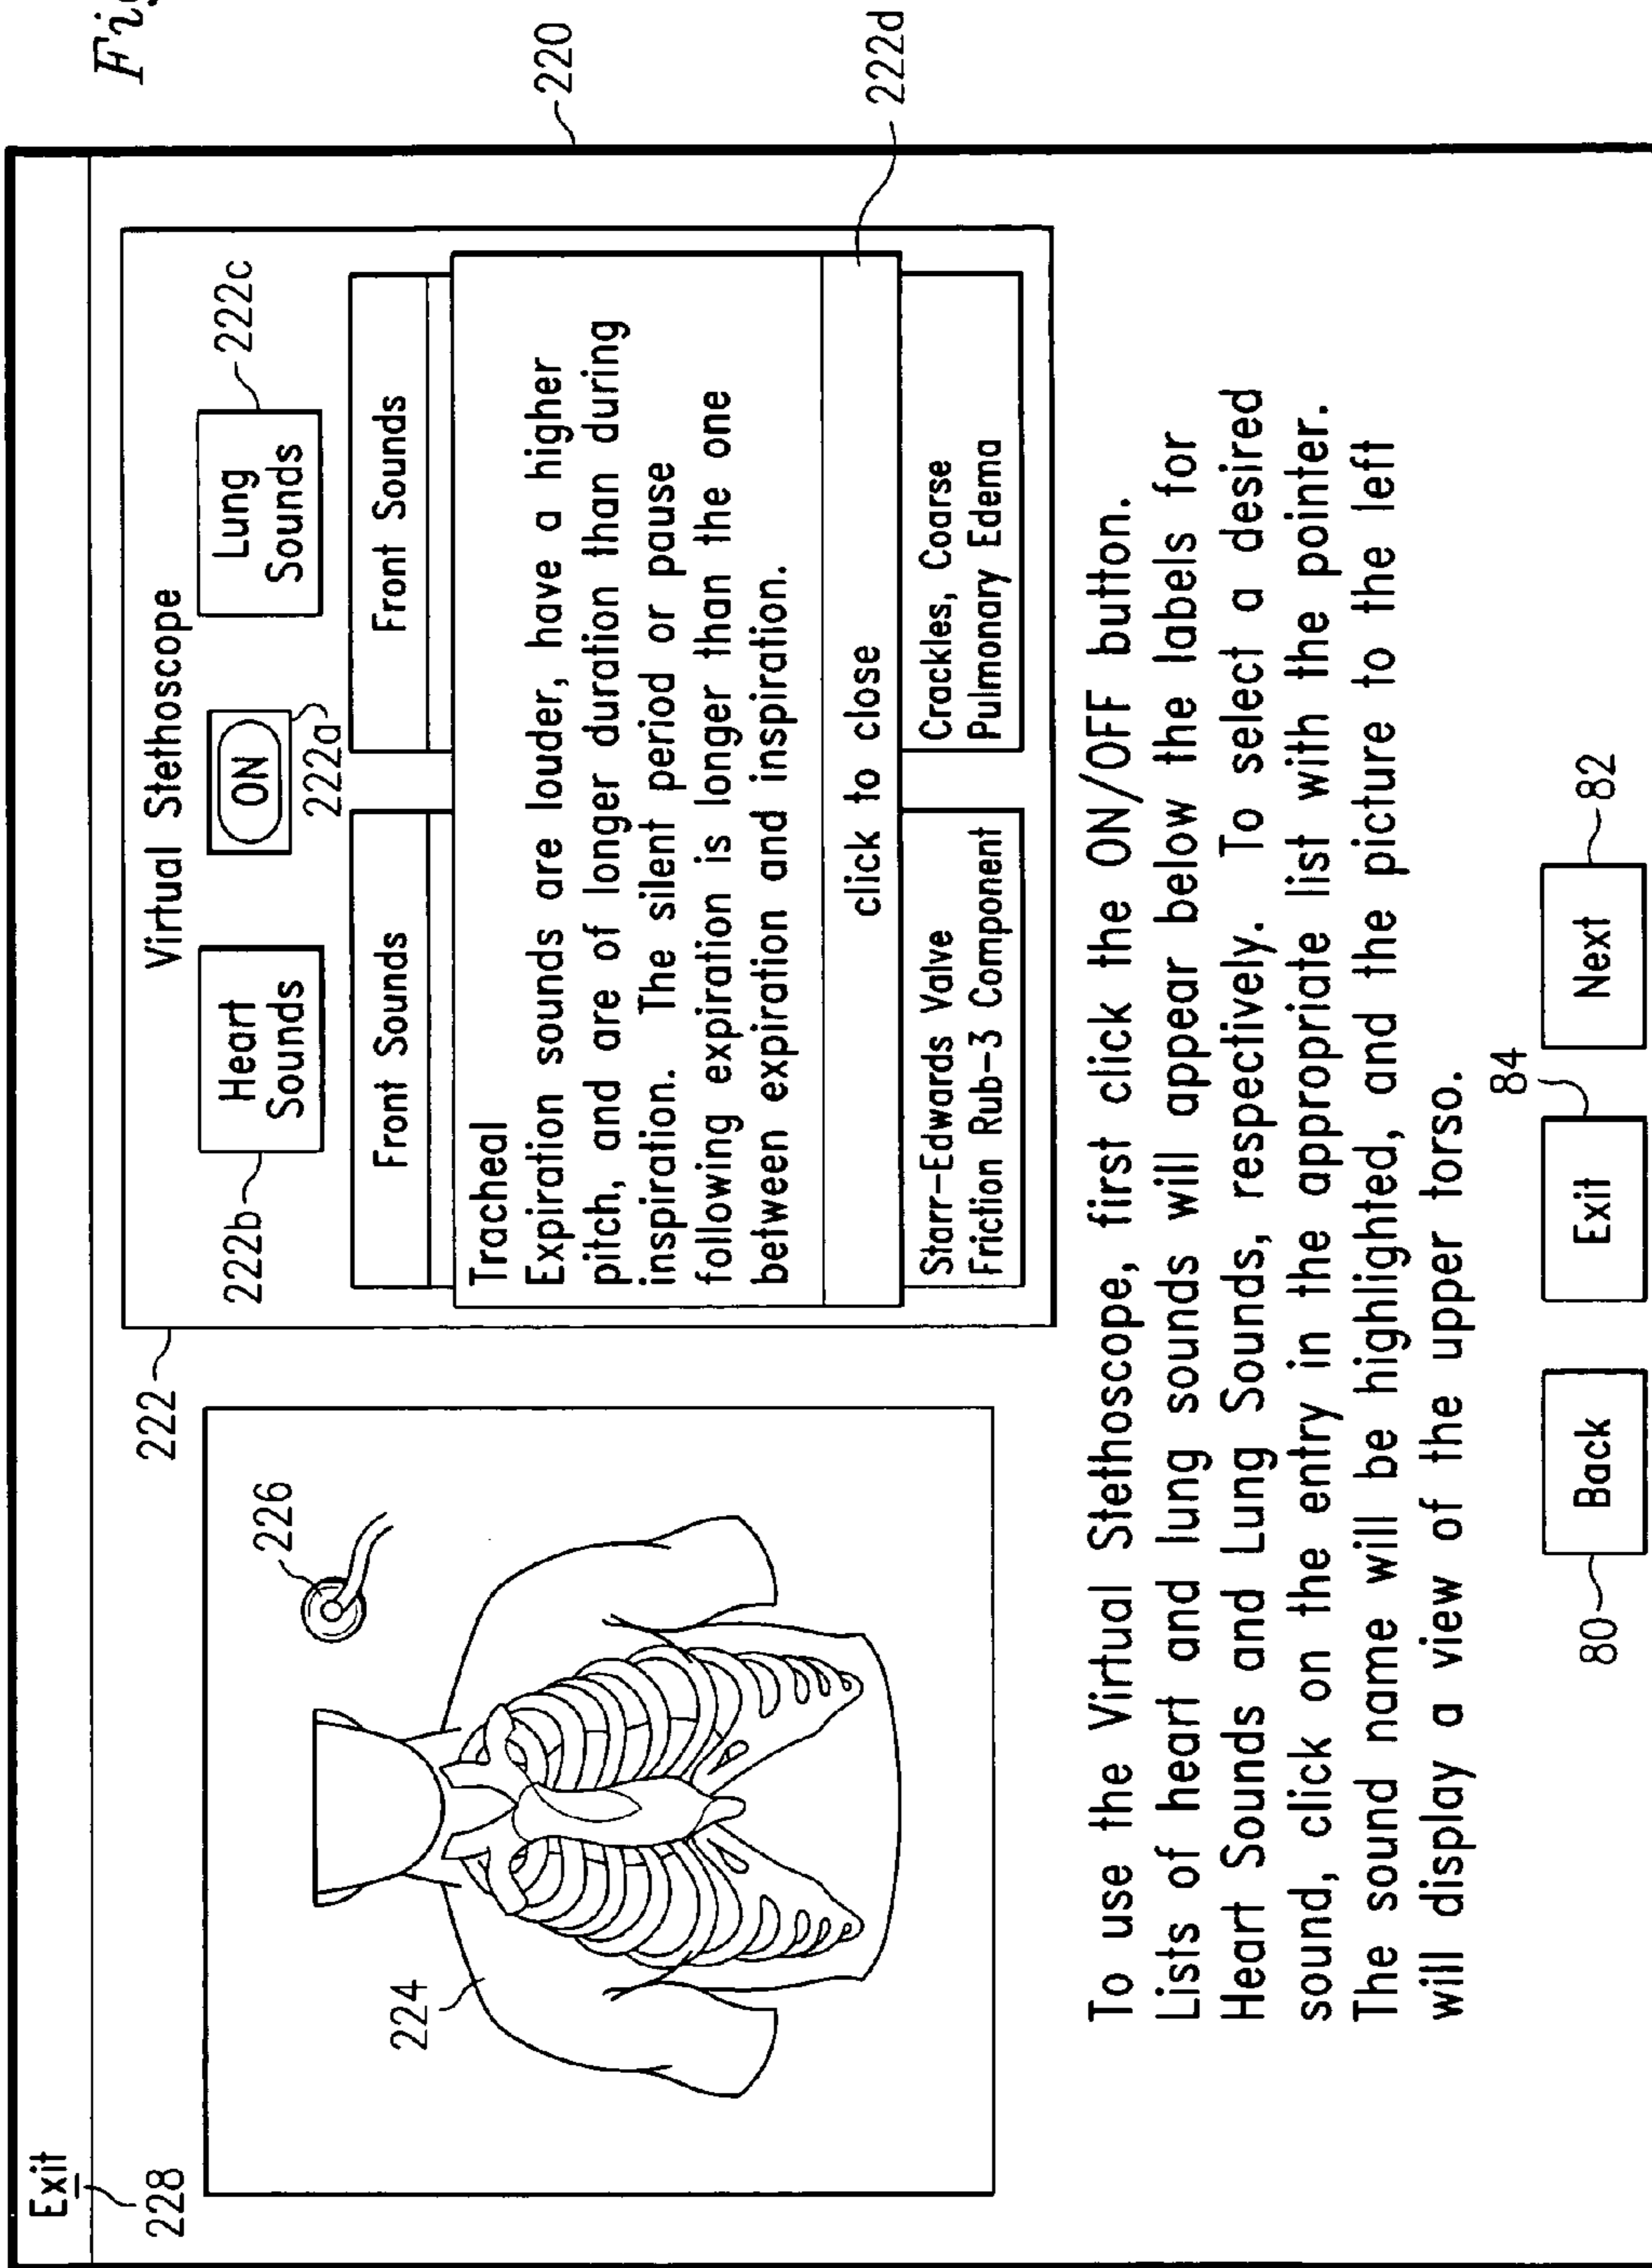 Fig
220
Exit
228
222
Virtual Stethoscope
222b
Heart
Sounds
ON
222a
Lung
Sounds
222c
Front Sounds
Front Sounds
Tracheal
Expiration sounds are louder, have a higher
pitch, and are of longer duration than during
inspiration. The silent period or pause
following expiration is longer than the one
between expiration and inspiration.
click to close
222d
Starr-Edwards Valve
Friction Rub-3 Component
Crackles, Coarse
Pulmonary Edema
224
226
To use the Virtual Stethoscope, first click the ON/OFF button.
Lists of heart and lung sounds will appear below the labels for
Heart Sounds and Lung Sounds, respectively. To select a desired
sound, click on the entry in the appropriate list with the pointer.
The sound name will be highlighted, and the picture to the left
will display a view of the upper torso.
80
Back
84
Exit
Next
82